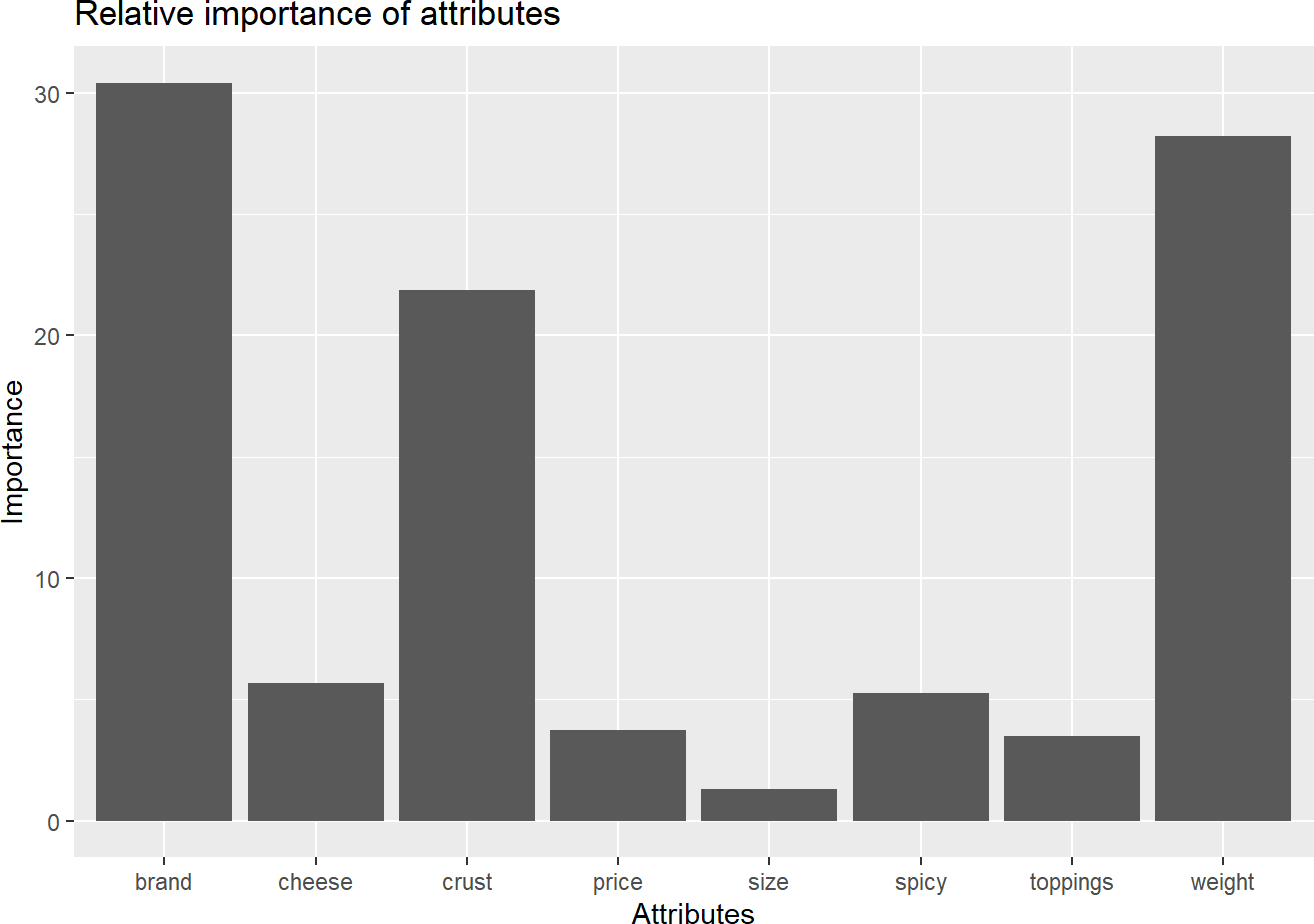 Relative importance of attributes
Importance
30
20
10
0
brand cheese crust price size spicy toppings weight
Attributes